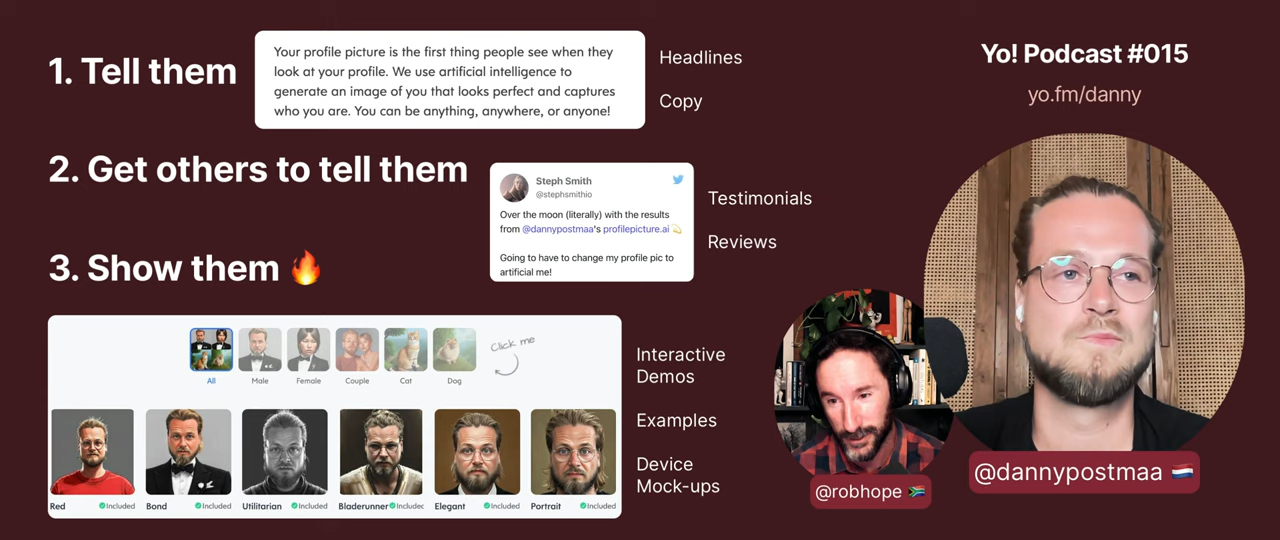 1. Tell them
Your profile picture is the first thing people see when they
look at your profile. We use artificial intelligence to
generate an image of you that looks perfect and captures
who you are. You can be anything, anywhere, or anyone!
Headlines
Copy
2. Get others to tell them
Steph Smith
@stephsmithio
Over the moon (literally) with the results
from @dannypostmaa's profilepicture.ai 💫
Going to have to change my profile pic to
artificial me!
Testimonials
Reviews
3. Show them 🔥
All
Male
Female
Couple
Cat
Dog
Click me
Red
Included
Bond
Included
Utilitarian
Included
Bladerunner
Included
Elegant
Included
Portrait
Included
Interactive
Demos
Examples
Device
Mock-ups
Yo! Podcast #015
yo.fm/danny
@robhope 🇿🇦
@dannypostmaa 🇳🇱